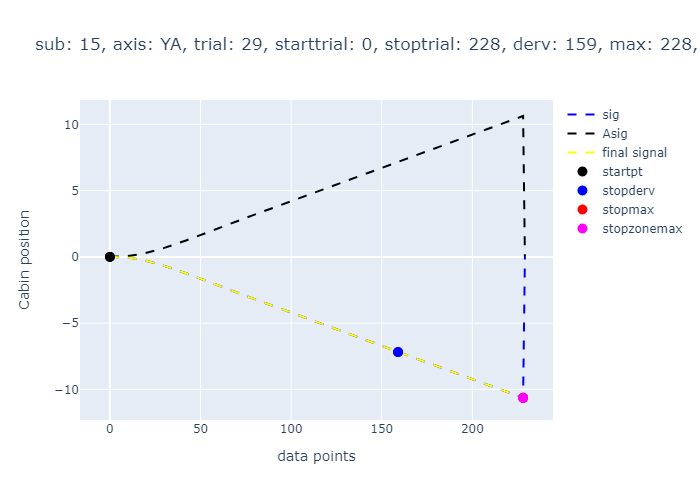 sub: 15, axis: YA, trial: 29, starttrial: 0, stoptrial: 228, derv: 159, max: 228,
10
5
0
−5
−10
Cabin position
0
50
100
150
200
data points
sig
Asig
final signal
startpt
stopderv
stopmax
stopzonemax